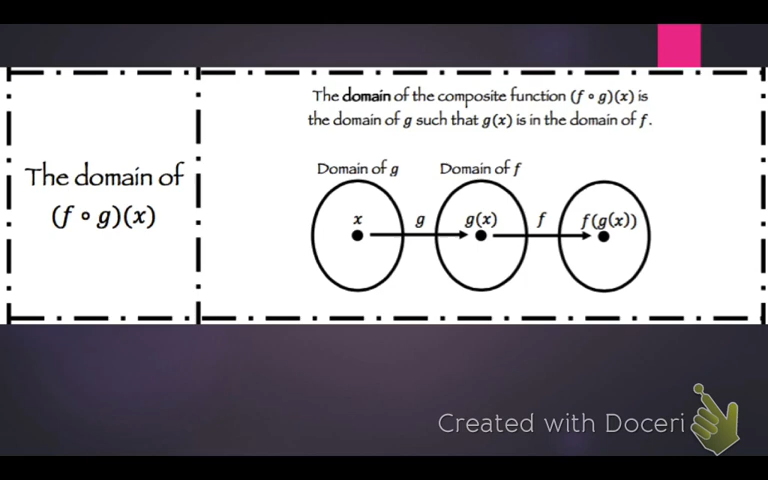 The domain of
(f ∘ g)(x)
The domain of the composite function (f ∘ g)(x) is
the domain of g such that g(x) is in the domain of f.
Domain of g Domain of f
x g g(x) f f(g(x))
Created with Doceri